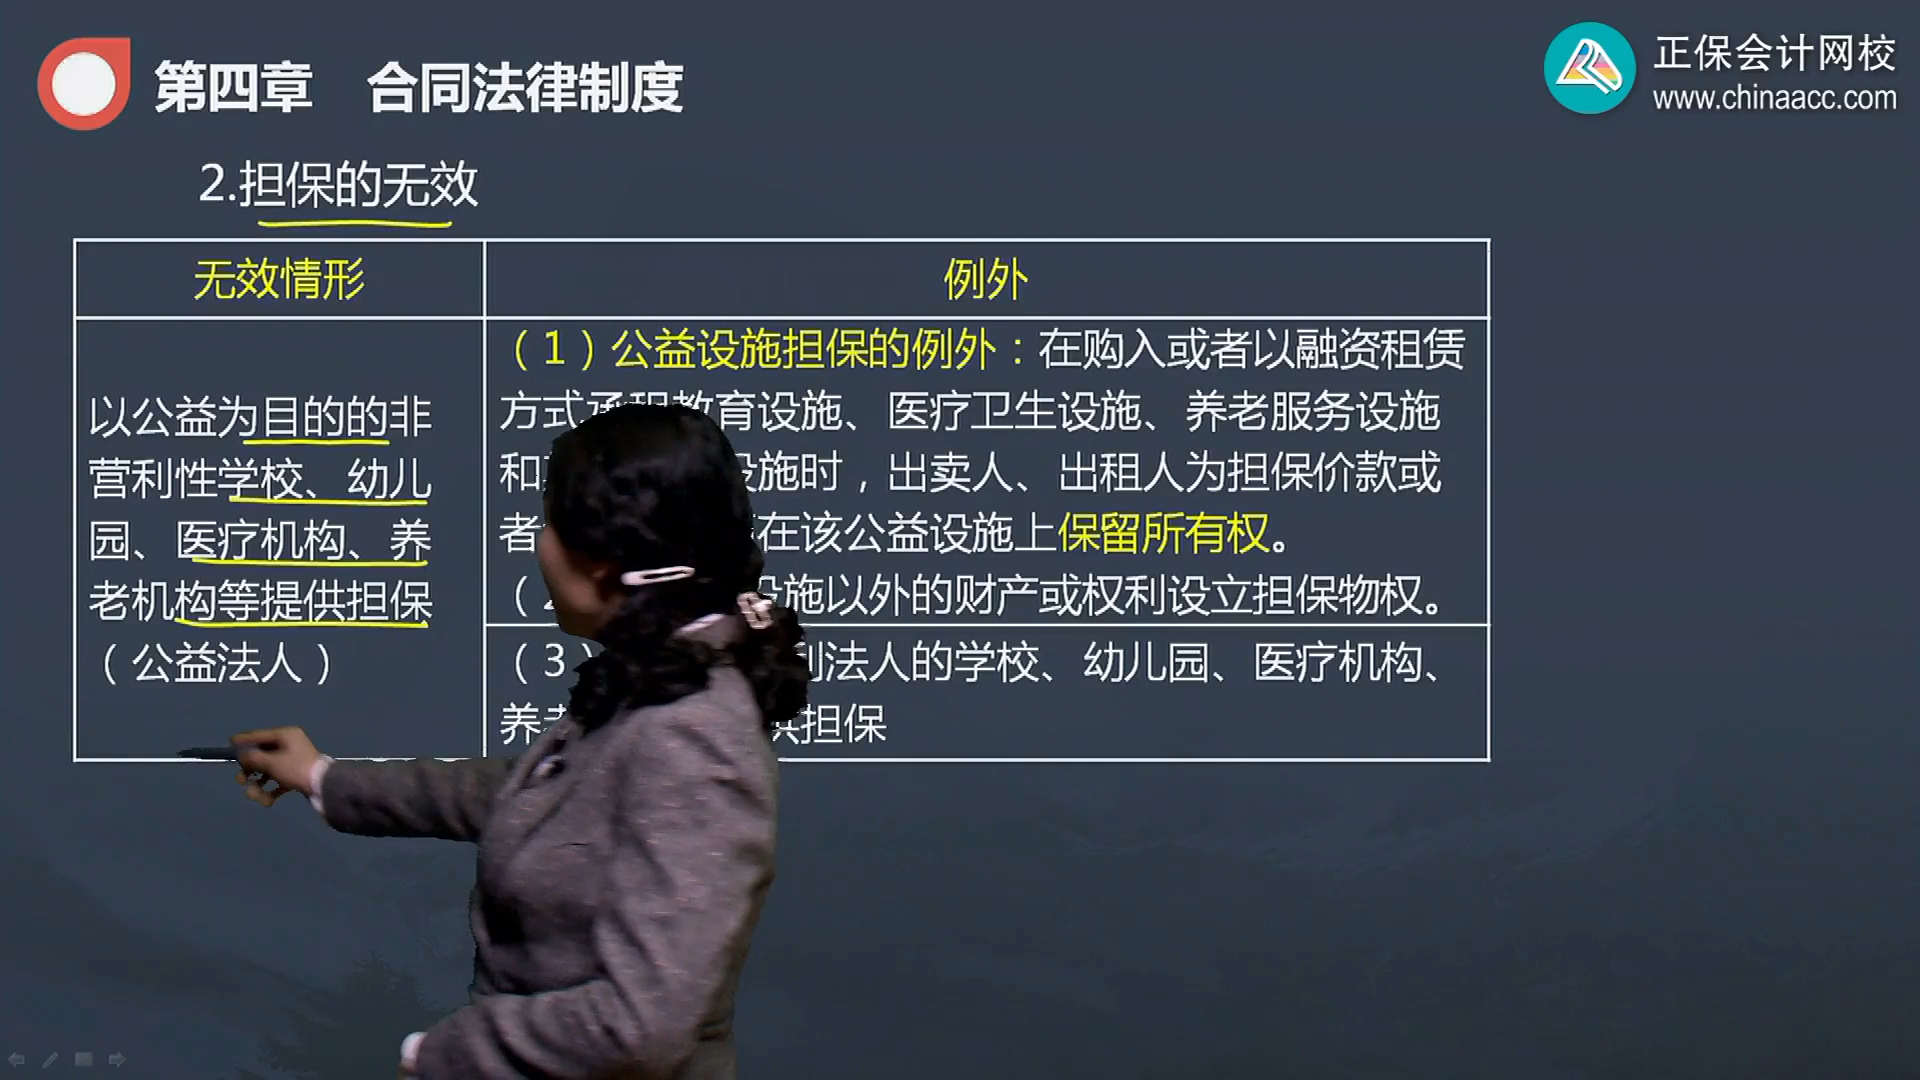 第四章 合同法律制度
正保会计网校
www.chinaacc.com
2.担保的无效
无效情形
例外
以公益为目的的非
营利性学校、幼儿
园、医疗机构、养
老机构等提供担保
（公益法人）
（1）公益设施担保的例外：在购入或者以融资租赁
方式承租教育设施、医疗卫生设施、养老服务设施
和 设施时，出卖人、出租人为担保价款或
者 在该公益设施上保留所有权。
（2 设施以外的财产或权利设立担保物权。
（3） 利法人的学校、幼儿园、医疗机构、
养 供担保